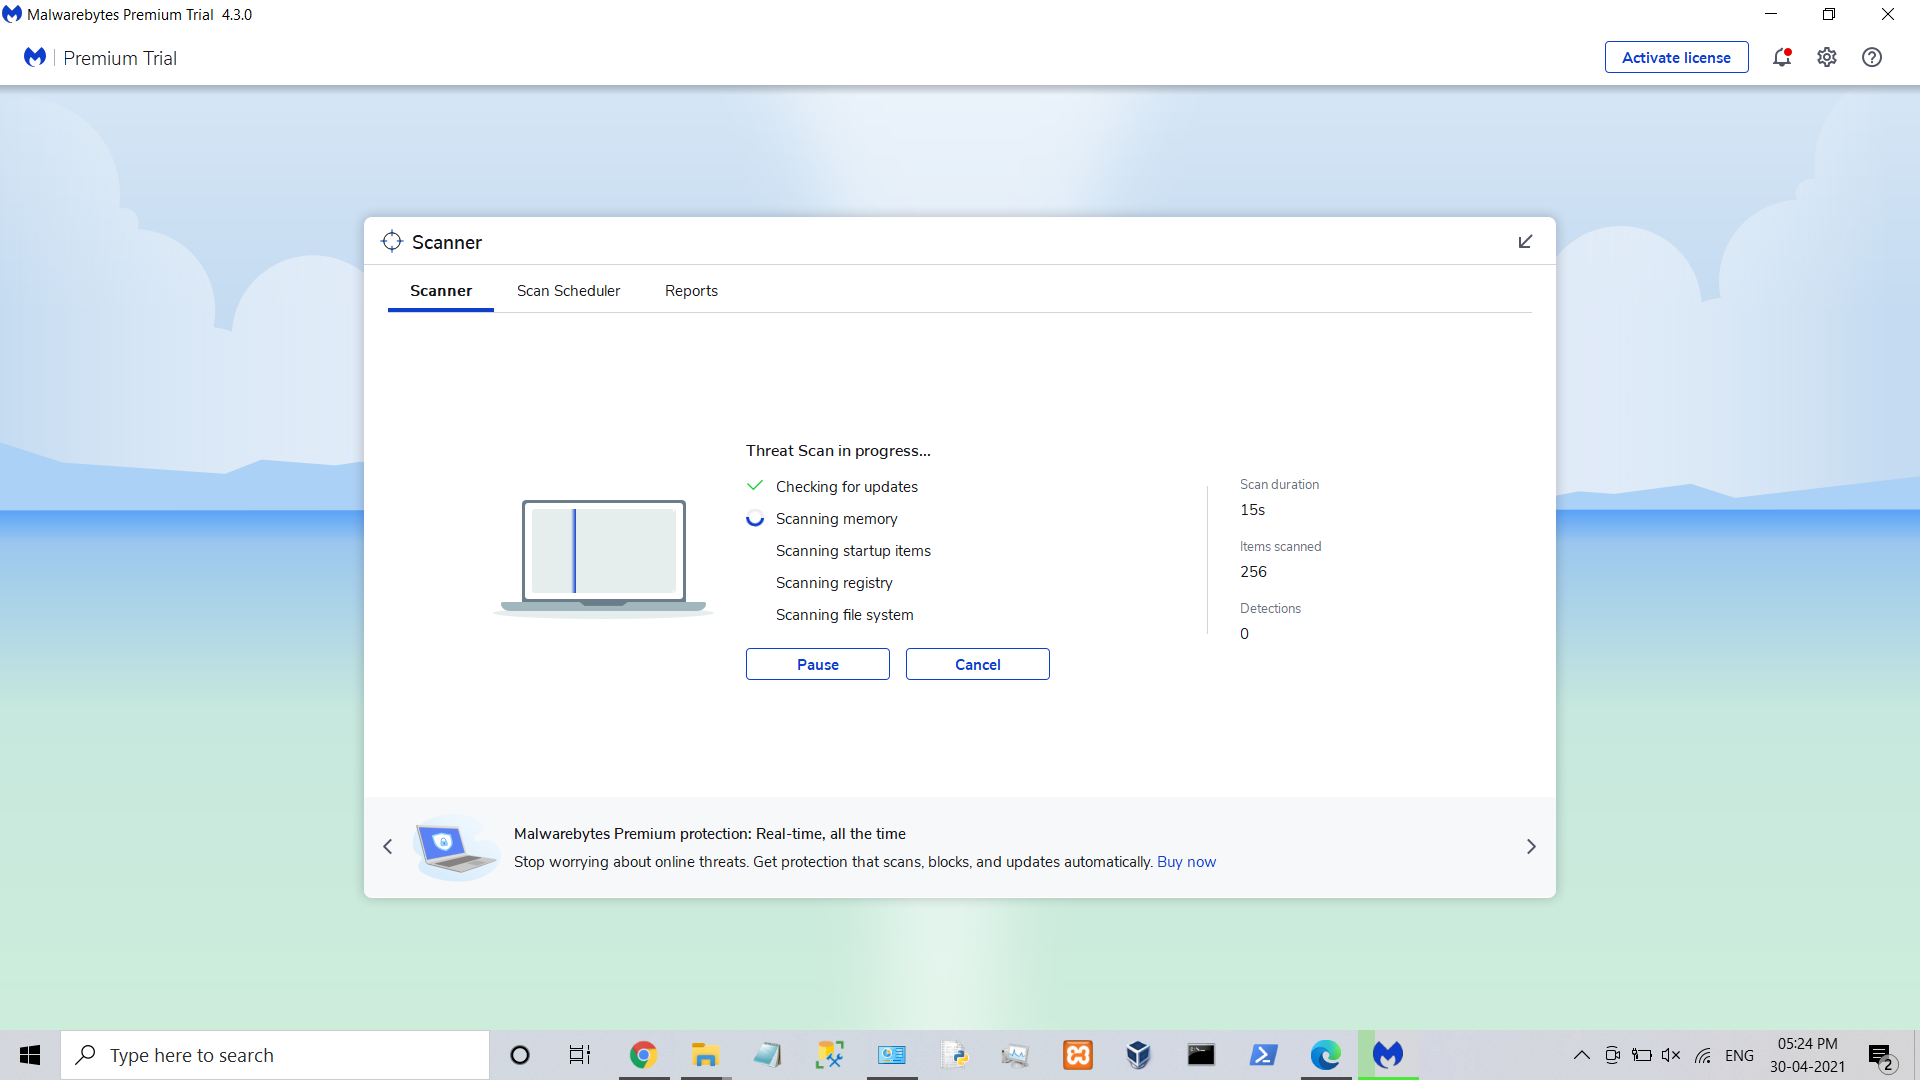 Malwarebytes Premium Trial 4.3.0
Premium Trial
Activate license
Scanner
Scanner
Scan Scheduler
Reports
Threat Scan in progress...
Checking for updates
Scanning memory
Scanning startup items
Scanning registry
Scanning file system
Pause
Cancel
Scan duration
15s
Items scanned
256
Detections
0
Malwarebytes Premium protection: Real-time, all the time
Stop worrying about online threats. Get protection that scans, blocks, and updates automatically. Buy now
Type here to search
ENG
05:24 PM
30-04-2021
2